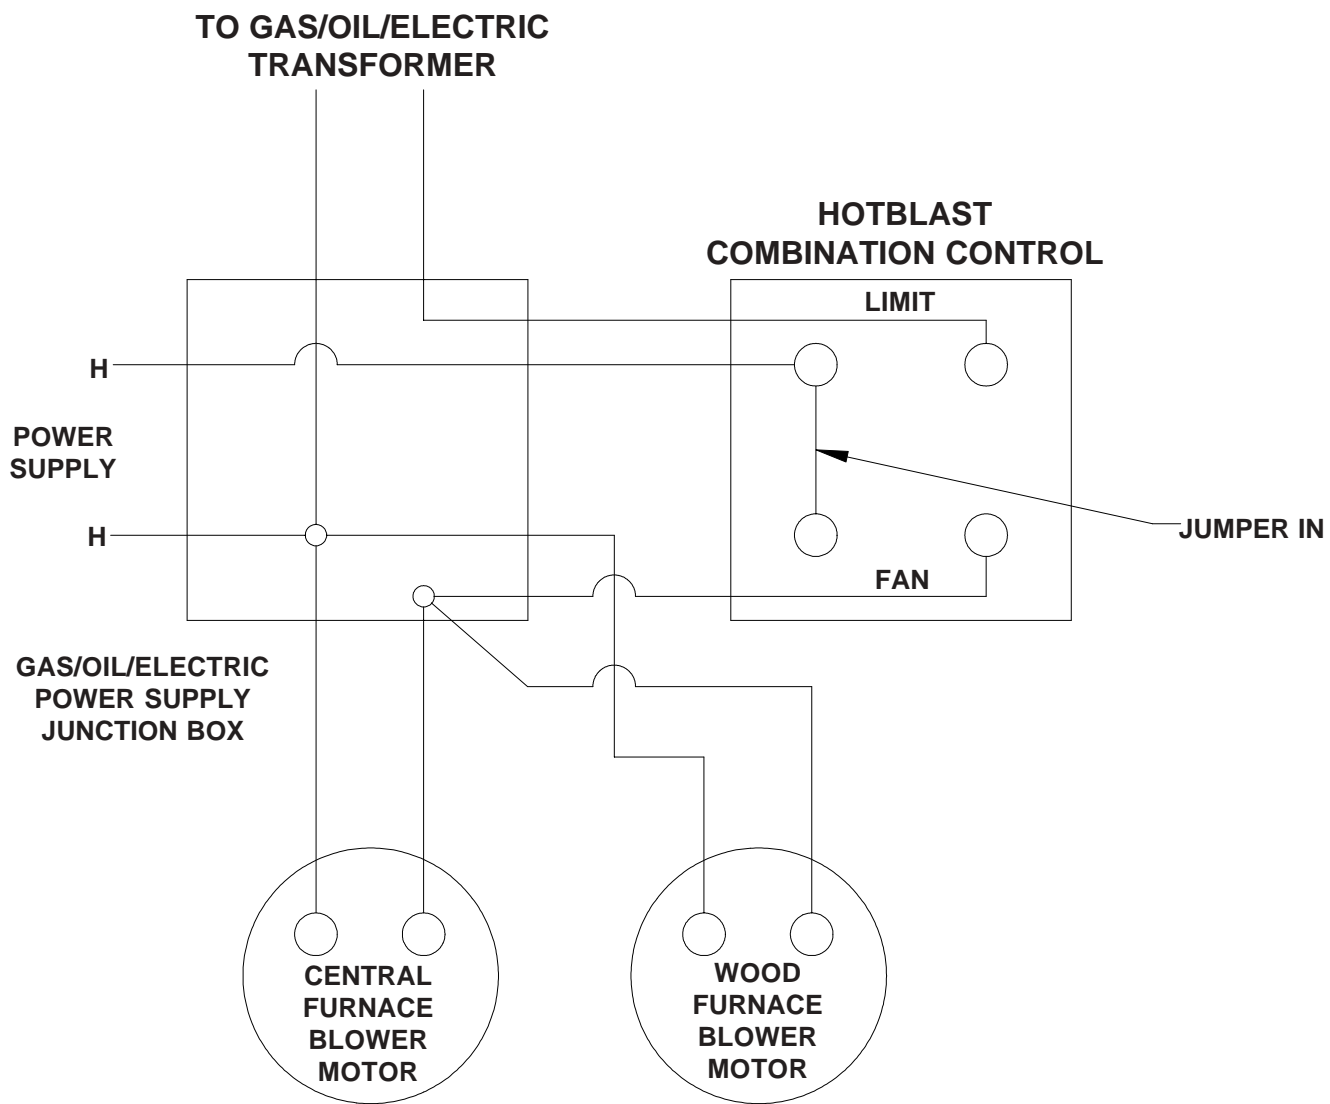 TO GAS/OIL/ELECTRIC
TRANSFORMER
HOTBLAST
COMBINATION CONTROL
LIMIT
H
POWER
SUPPLY
H
JUMPER IN
FAN
GAS/OIL/ELECTRIC
POWER SUPPLY
JUNCTION BOX
CENTRAL
FURNACE
BLOWER
MOTOR
WOOD
FURNACE
BLOWER
MOTOR